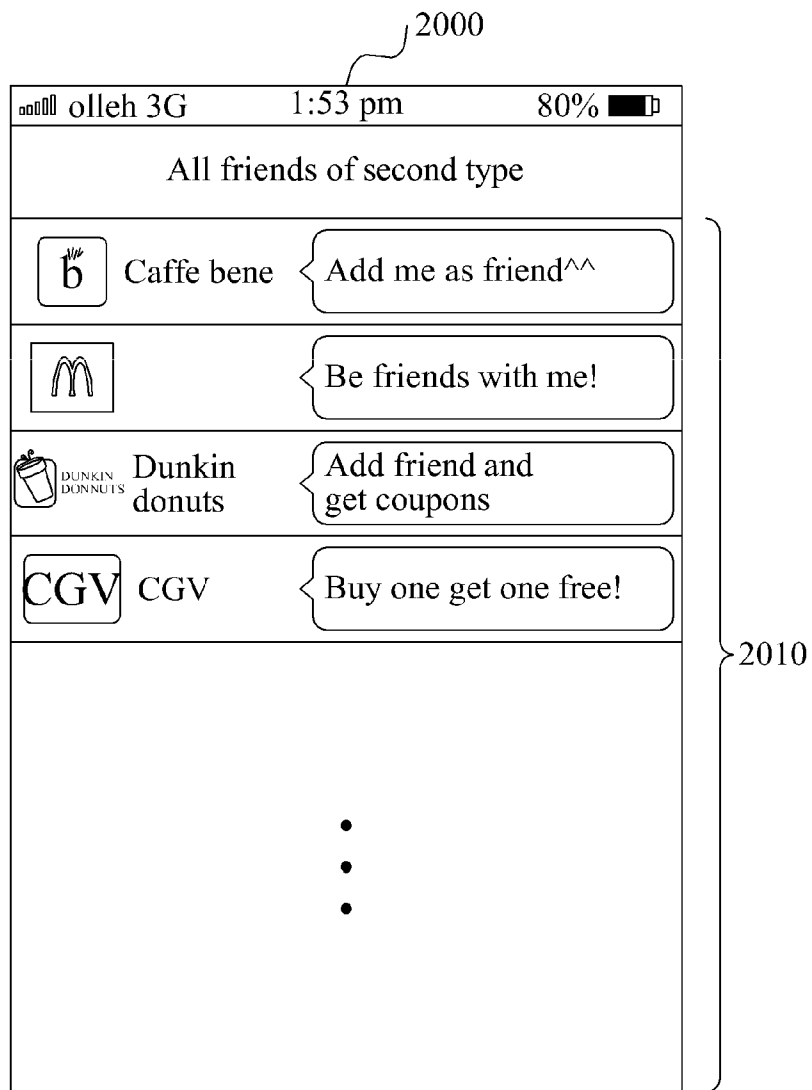 2000
olleh 3G 1:53 pm 80%
All friends of second type
b Caffe bene Add me as friend^^
M Be friends with me!
DUNKIN
DONNUTS
Dunkin
donuts
Add friend and
get coupons
CGV CGV Buy one get one free!
2010